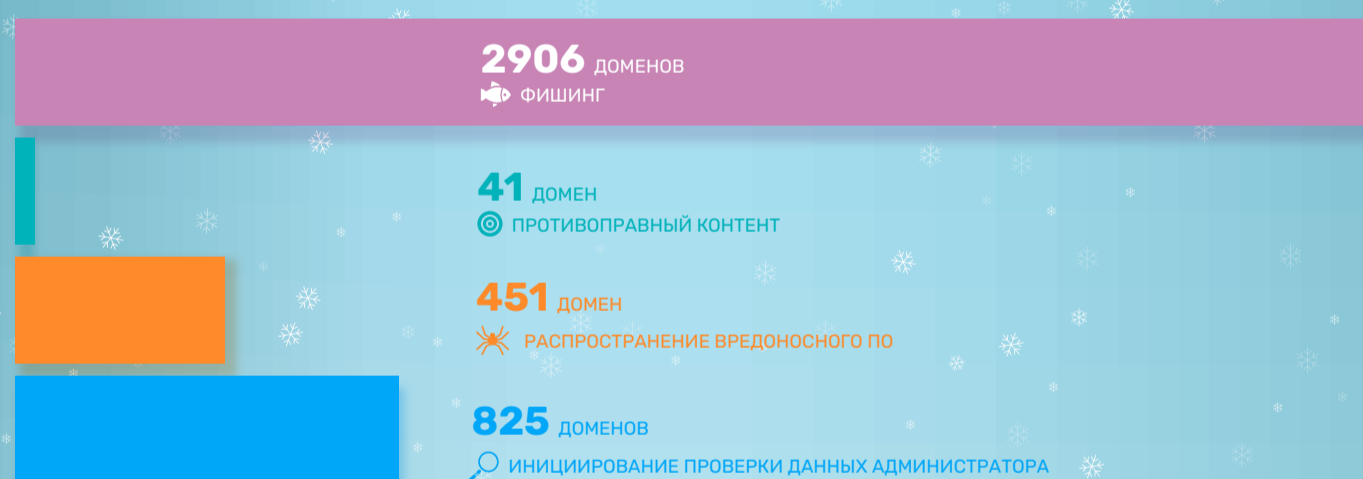 2906 ДОМЕНОВ
ФИШИНГ
41 ДОМЕН
ПРОТИВОПРАВНЫЙ КОНТЕНТ
451 ДОМЕН
РАСПРОСТРАНЕНИЕ ВРЕДОНОСНОГО ПО
825 ДОМЕНОВ
ИНИЦИИРОВАНИЕ ПРОВЕРКИ ДАННЫХ АДМИНИСТРАТОРА